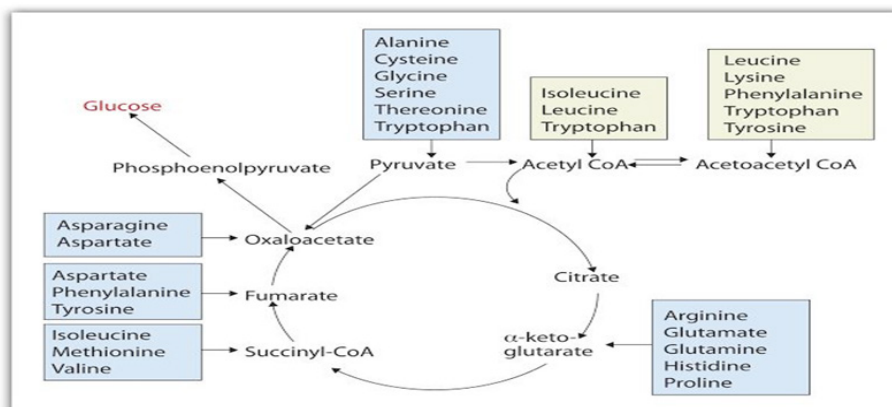 Alanine
Cysteine
Glycine
Serine
Thereonine
Tryptophan
Isoleucine
Leucine
Tryptophan
Leucine
Lysine
Phenylalanine
Tryptophan
Tyrosine
Glucose
Phosphoenolpyruvate
Pyruvate
Acetyl CoA
Acetoacetyl CoA
Asparagine
Aspartate
Oxaloacetate
Aspartate
Phenylalanine
Tyrosine
Fumarate
Citrate
Isoleucine
Methionine
Valine
Succinyl-CoA
α-keto-
glutarate
Arginine
Glutamate
Glutamine
Histidine
Proline